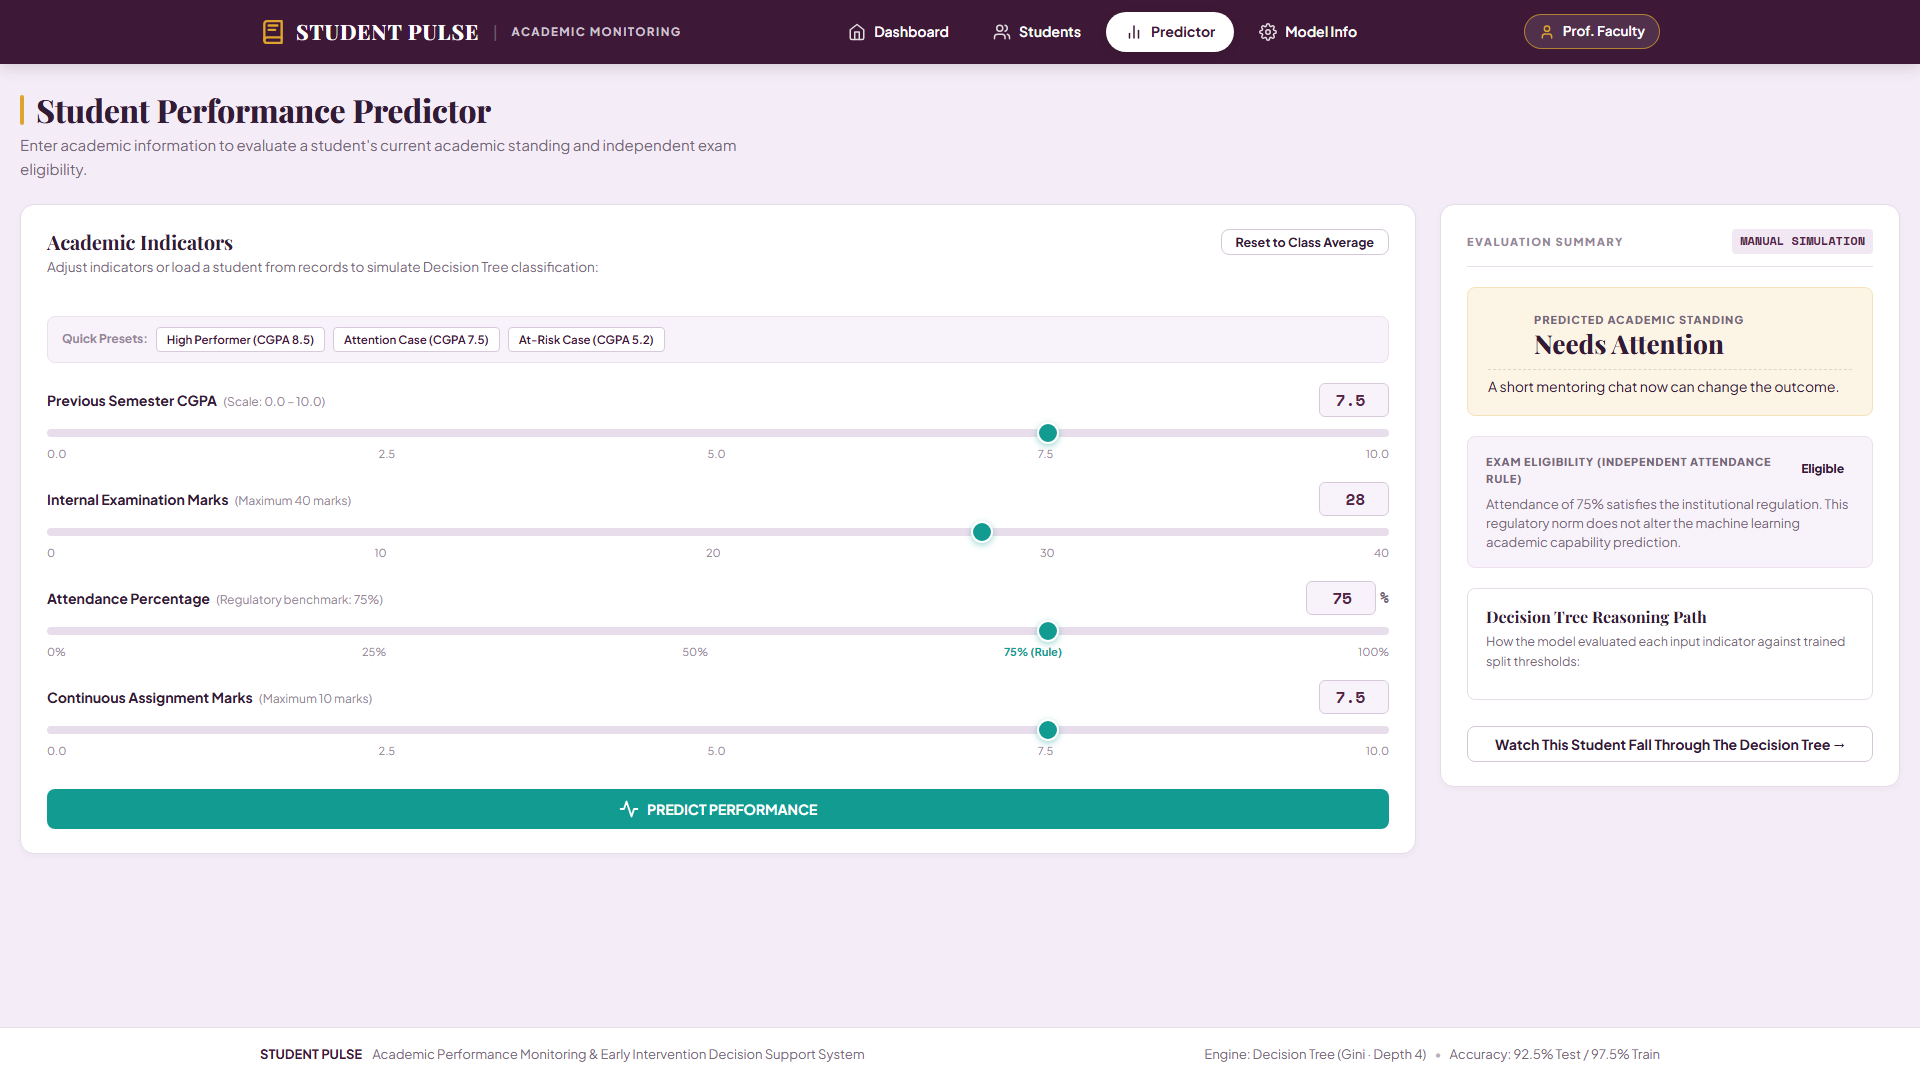 STUDENT PULSE | ACADEMIC MONITORING
Dashboard
Students
Predictor
Model Info
Prof. Faculty
Student Performance Predictor
Enter academic information to evaluate a student's current academic standing and independent exam
eligibility.
Academic Indicators
Reset to Class Average
Adjust indicators or load a student from records to simulate Decision Tree classification:
Quick Presets:
High Performer (CGPA 8.5)
Attention Case (CGPA 7.5)
At-Risk Case (CGPA 5.2)
Previous Semester CGPA (Scale: 0.0 – 10.0)
7.5
0.0 2.5 5.0 7.5 10.0
Internal Examination Marks (Maximum 40 marks)
28
0 10 20 30 40
Attendance Percentage (Regulatory benchmark: 75%)
75 %
0% 25% 50% 75% (Rule) 100%
Continuous Assignment Marks (Maximum 10 marks)
7.5
0.0 2.5 5.0 7.5 10.0
PREDICT PERFORMANCE
EVALUATION SUMMARY
MANUAL SIMULATION
PREDICTED ACADEMIC STANDING
Needs Attention
A short mentoring chat now can change the outcome.
EXAM ELIGIBILITY (INDEPENDENT ATTENDANCE
RULE)
Eligible
Attendance of 75% satisfies the institutional regulation. This
regulatory norm does not alter the machine learning
academic capability prediction.
Decision Tree Reasoning Path
How the model evaluated each input indicator against trained
split thresholds:
Watch This Student Fall Through The Decision Tree →
STUDENT PULSE Academic Performance Monitoring & Early Intervention Decision Support System
Engine: Decision Tree (Gini · Depth 4) • Accuracy: 92.5% Test / 97.5% Train